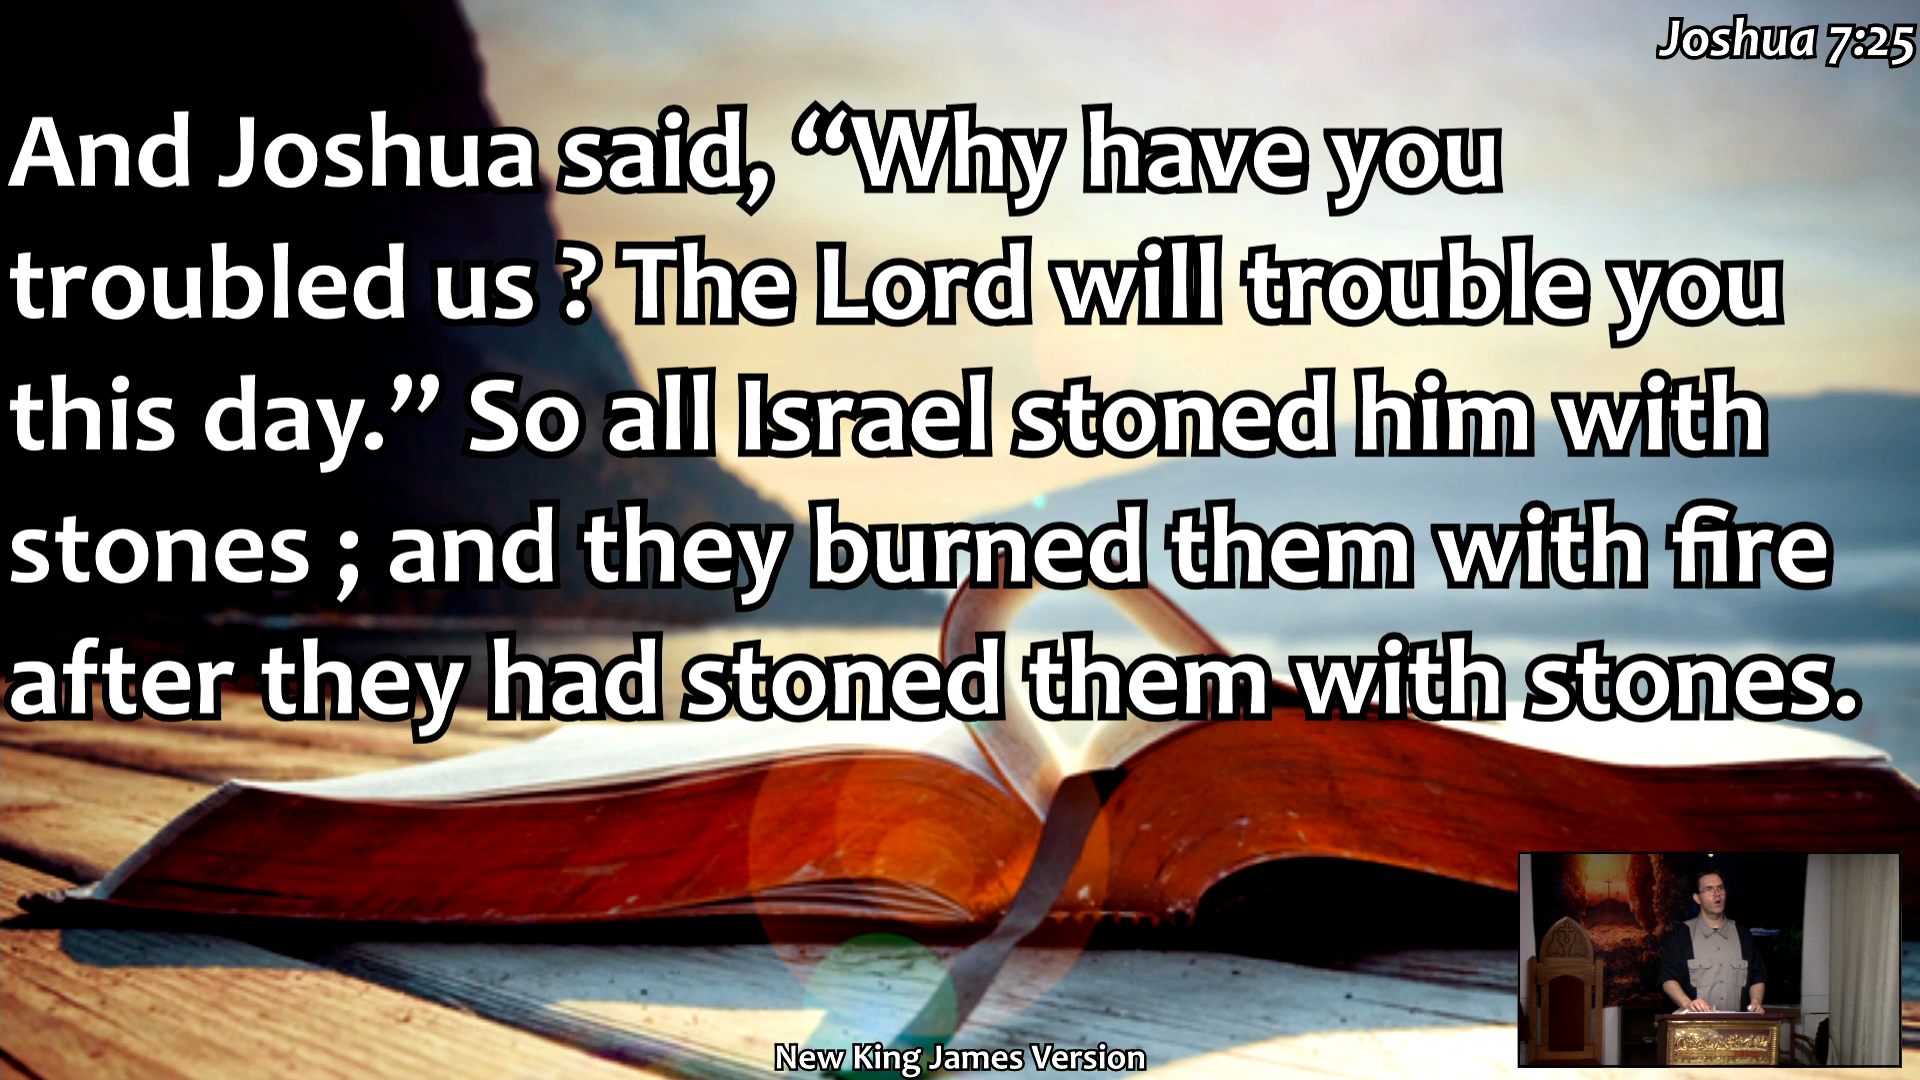 Joshua 7:25
And Joshua said, “Why have you
troubled us ? The Lord will trouble you
this day.” So all Israel stoned him with
stones ; and they burned them with fire
after they had stoned them with stones.
New King James Version